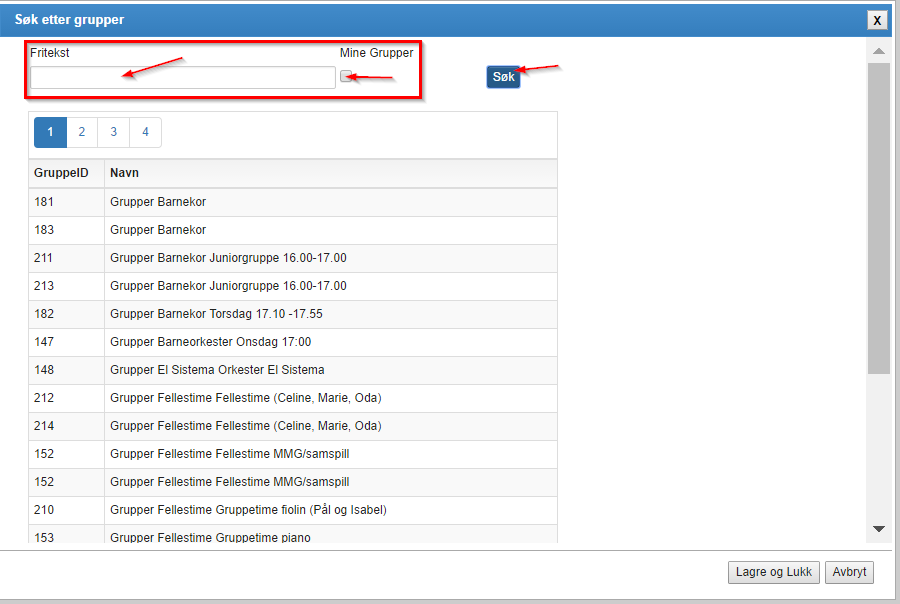 Søk etter grupper X
Fritekst Mine Grupper
Søk
1 2 3 4
GruppeID Navn
181 Grupper Barnekor
183 Grupper Barnekor
211 Grupper Barnekor Juniorgruppe 16.00-17.00
213 Grupper Barnekor Juniorgruppe 16.00-17.00
182 Grupper Barnekor Torsdag 17.10 -17.55
147 Grupper Barneorkester Onsdag 17:00
148 Grupper El Sistema Orkester El Sistema
212 Grupper Fellestime Fellestime (Celine, Marie, Oda)
214 Grupper Fellestime Fellestime (Celine, Marie, Oda)
152 Grupper Fellestime Fellestime MMG/samspill
152 Grupper Fellestime Fellestime MMG/samspill
210 Grupper Fellestime Gruppetime fiolin (Pål og Isabel)
153 Grupper Fellestime Gruppetime piano
Lagre og Lukk Avbryt